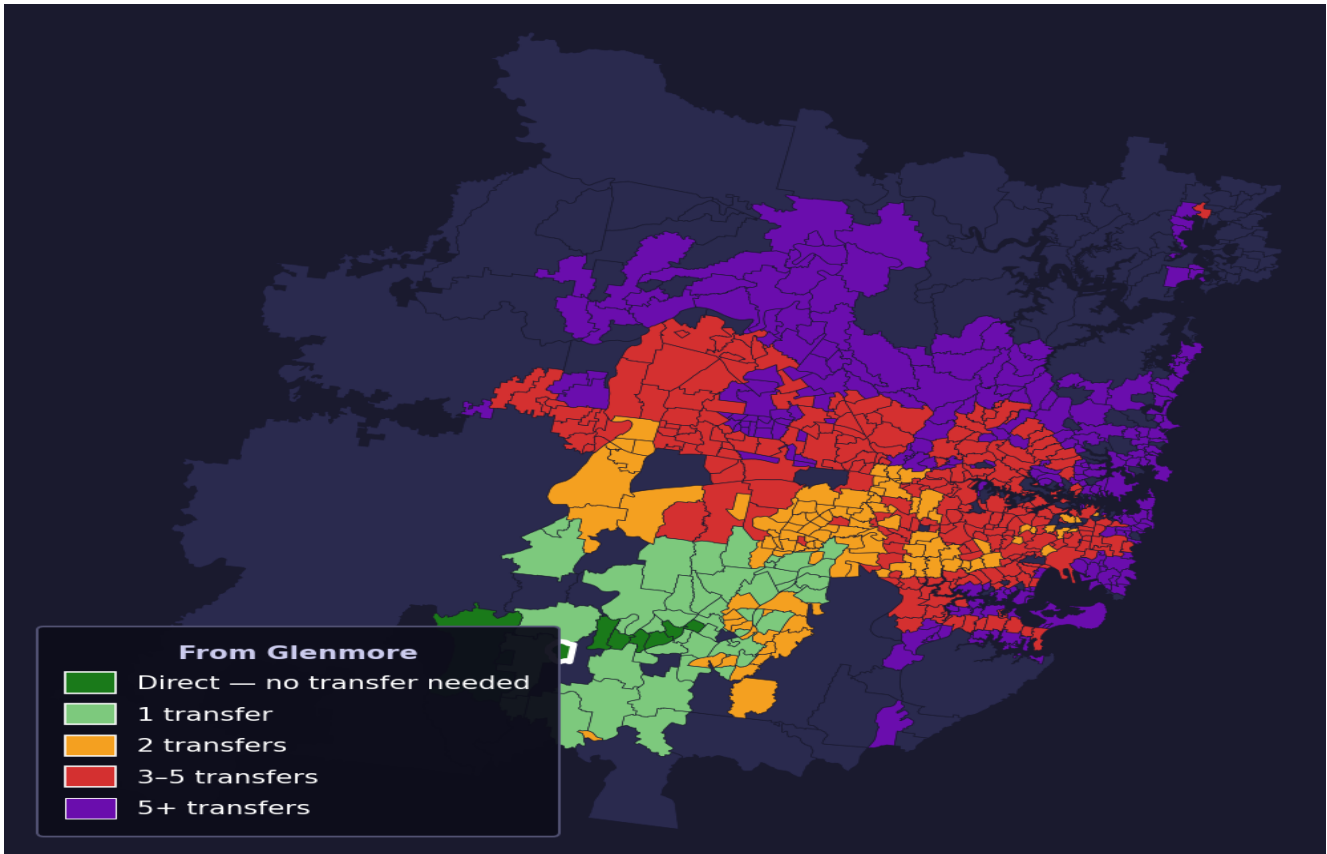 From Glenmore
Direct — no transfer needed
1 transfer
2 transfers
3–5 transfers
5+ transfers